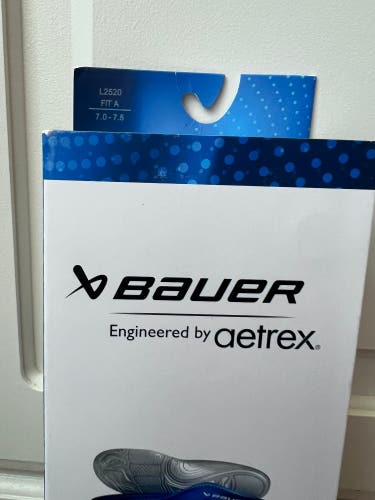 L2520
FIT A
7.0 - 7.5
BAUER
Engineered by aetrex®